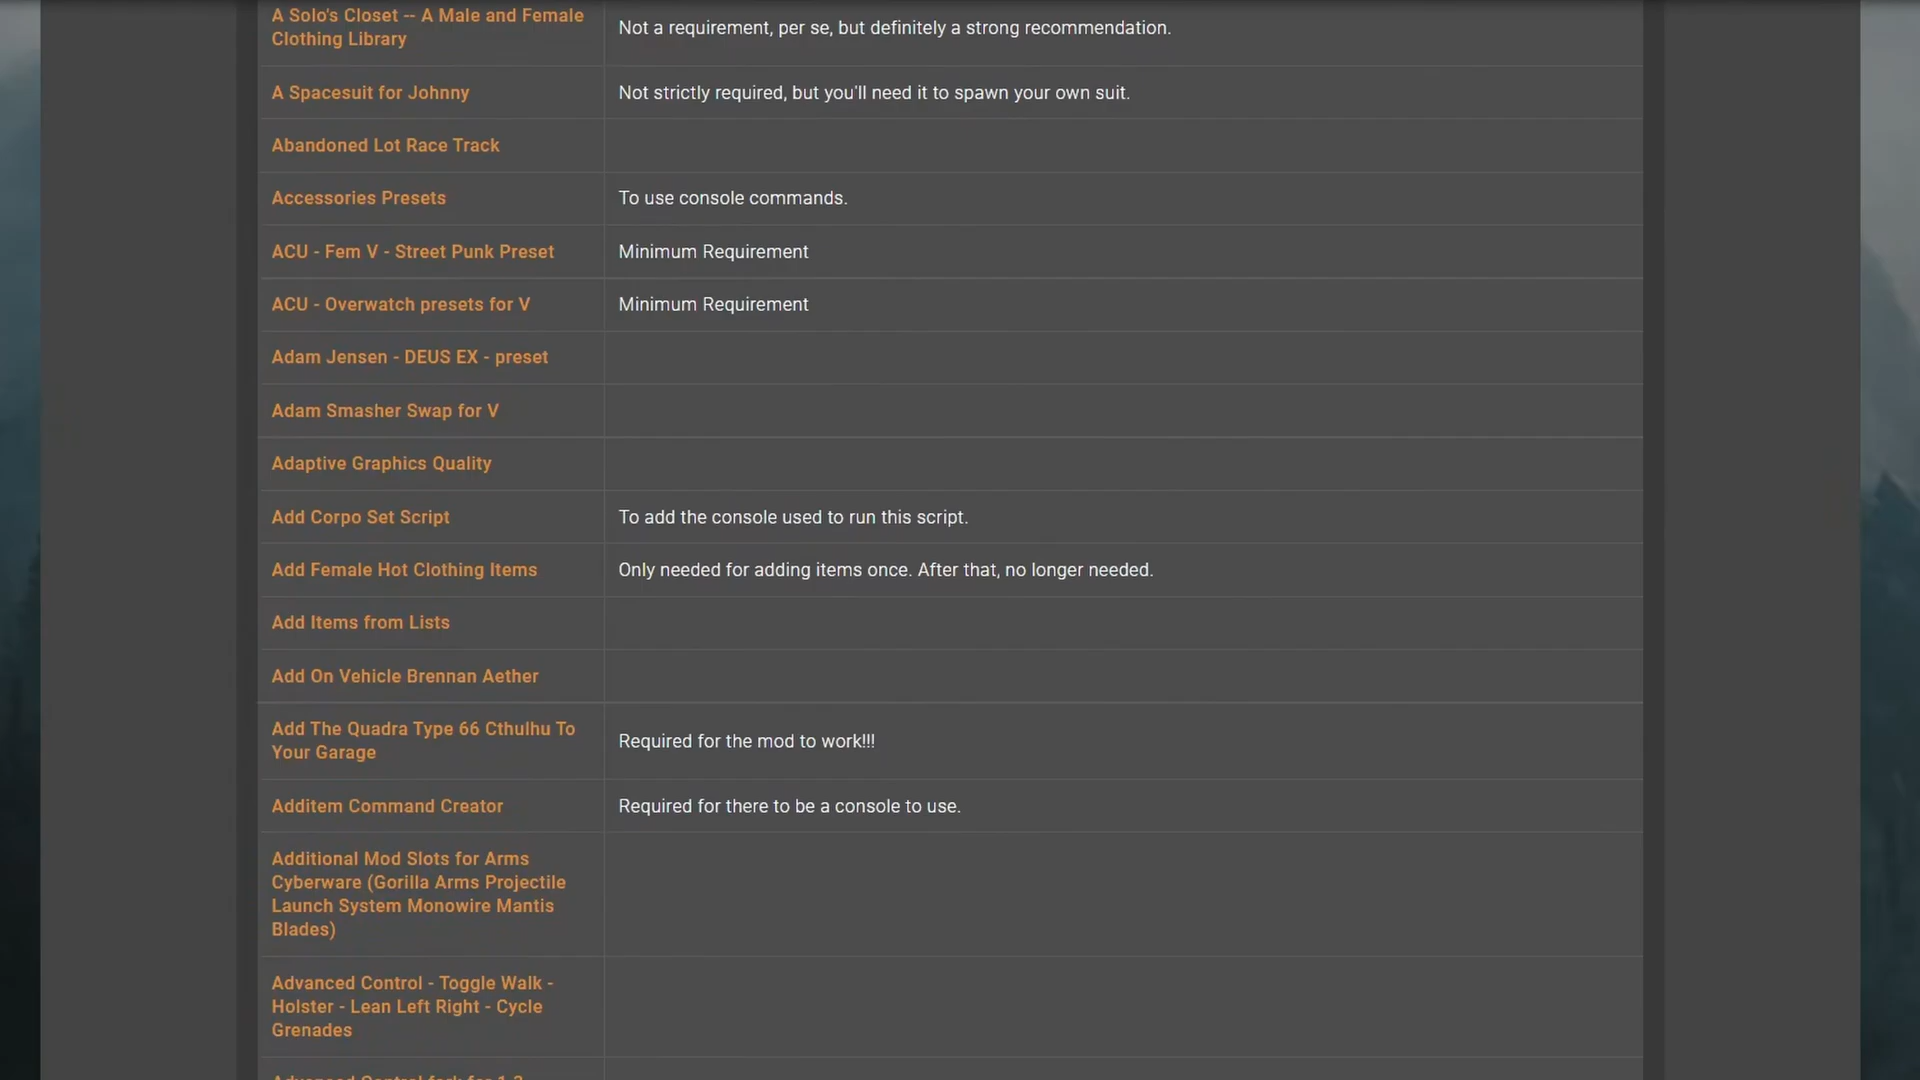 A Solo's Closet -- A Male and Female
Clothing Library
Not a requirement, per se, but definitely a strong recommendation.
A Spacesuit for Johnny
Not strictly required, but you'll need it to spawn your own suit.
Abandoned Lot Race Track
Accessories Presets
To use console commands.
ACU - Fem V - Street Punk Preset
Minimum Requirement
ACU - Overwatch presets for V
Minimum Requirement
Adam Jensen - DEUS EX - preset
Adam Smasher Swap for V
Adaptive Graphics Quality
Add Corpo Set Script
To add the console used to run this script.
Add Female Hot Clothing Items
Only needed for adding items once. After that, no longer needed.
Add Items from Lists
Add On Vehicle Brennan Aether
Add The Quadra Type 66 Cthulhu To
Your Garage
Required for the mod to work!!!
Additem Command Creator
Required for there to be a console to use.
Additional Mod Slots for Arms
Cyberware (Gorilla Arms Projectile
Launch System Monowire Mantis
Blades)
Advanced Control - Toggle Walk -
Holster - Lean Left Right - Cycle
Grenades